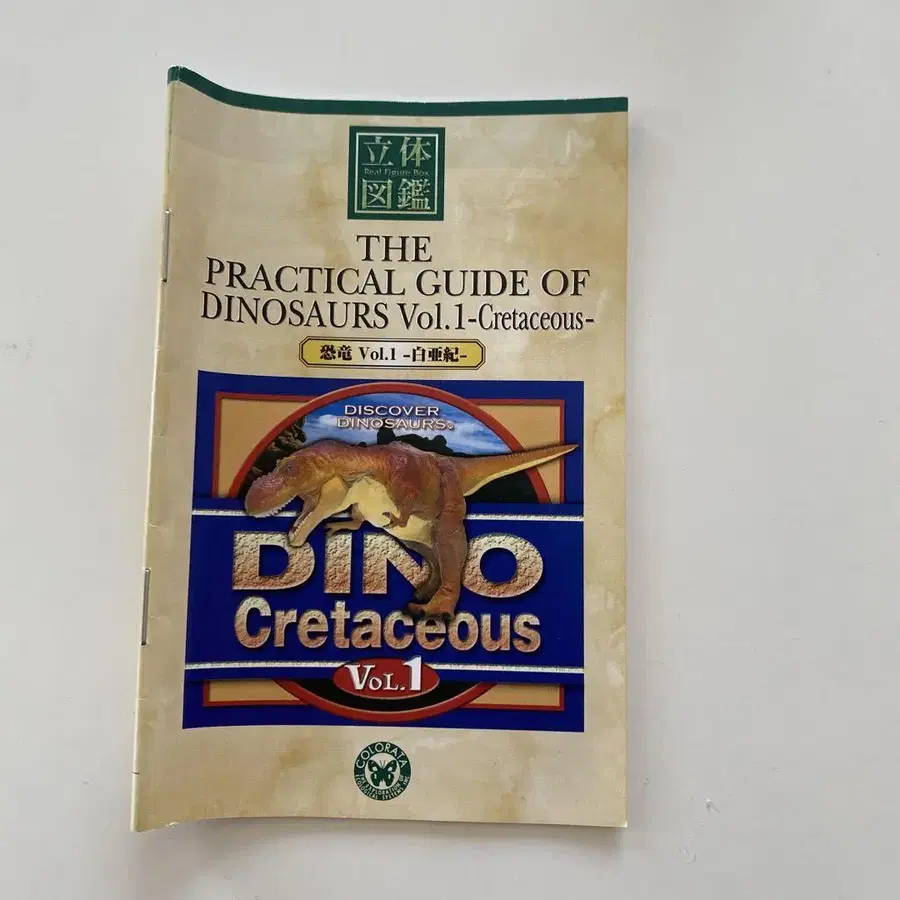 立体
Real Figure Box
図鑑
THE
PRACTICAL GUIDE OF
DINOSAURS Vol.1-Cretaceous-
恐竜 Vol.1 -白亜紀-
DISCOVER
DINOSAURS®
DINO
Cretaceous
VOL.1
COLORATA